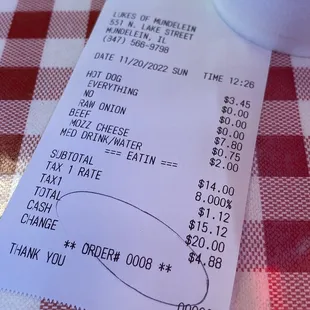 LUKES OF MUNDELEIN
531 N. LAKE STREET
MUNDELEIN, IL
(347) 566-9798
DATE 11/20/2022 SUN TIME 12:26
HOT DOG $3.45
EVERYTHING $0.00
NO $0.00
RAW ONION $0.00
BEEF $7.80
MOZZ CHEESE $0.75
MED DRINK/WATER $2.00
=== EATIN ===
SUBTOTAL $14.00
TAX 1 RATE 8.000%
TAX1 $1.12
TOTAL $15.12
CASH $20.00
CHANGE $4.88
** ORDER# 0008 **
THANK YOU